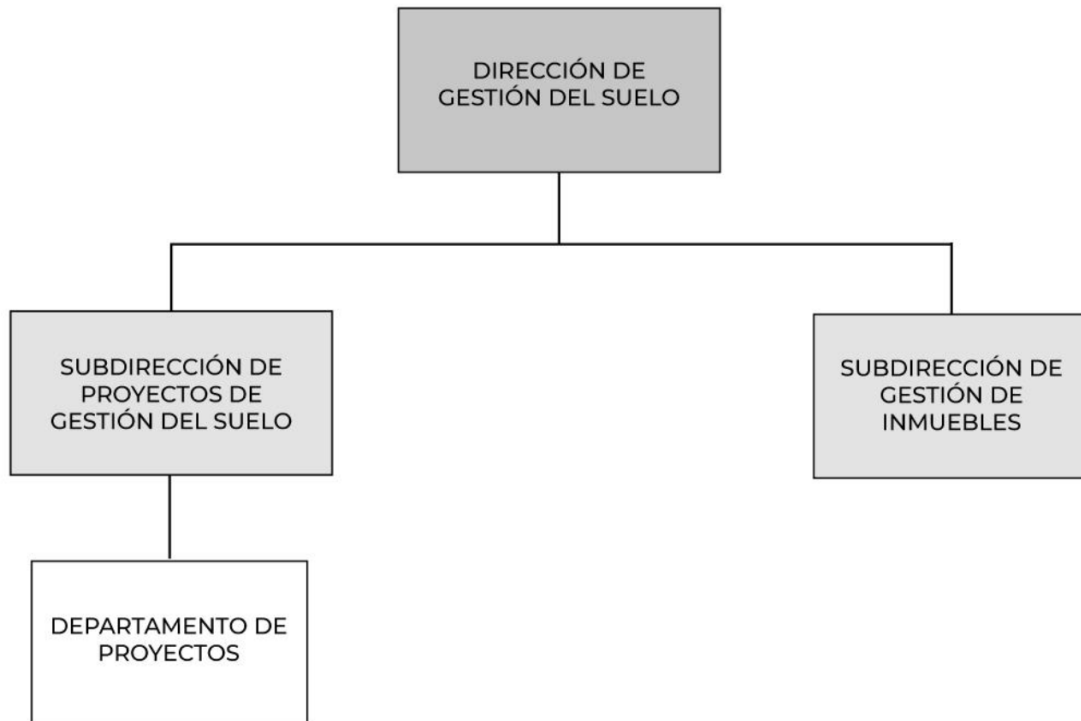 DIRECCIÓN DE
GESTIÓN DEL SUELO
SUBDIRECCIÓN DE
PROYECTOS DE
GESTIÓN DEL SUELO
SUBDIRECCIÓN DE
GESTIÓN DE
INMUEBLES
DEPARTAMENTO DE
PROYECTOS